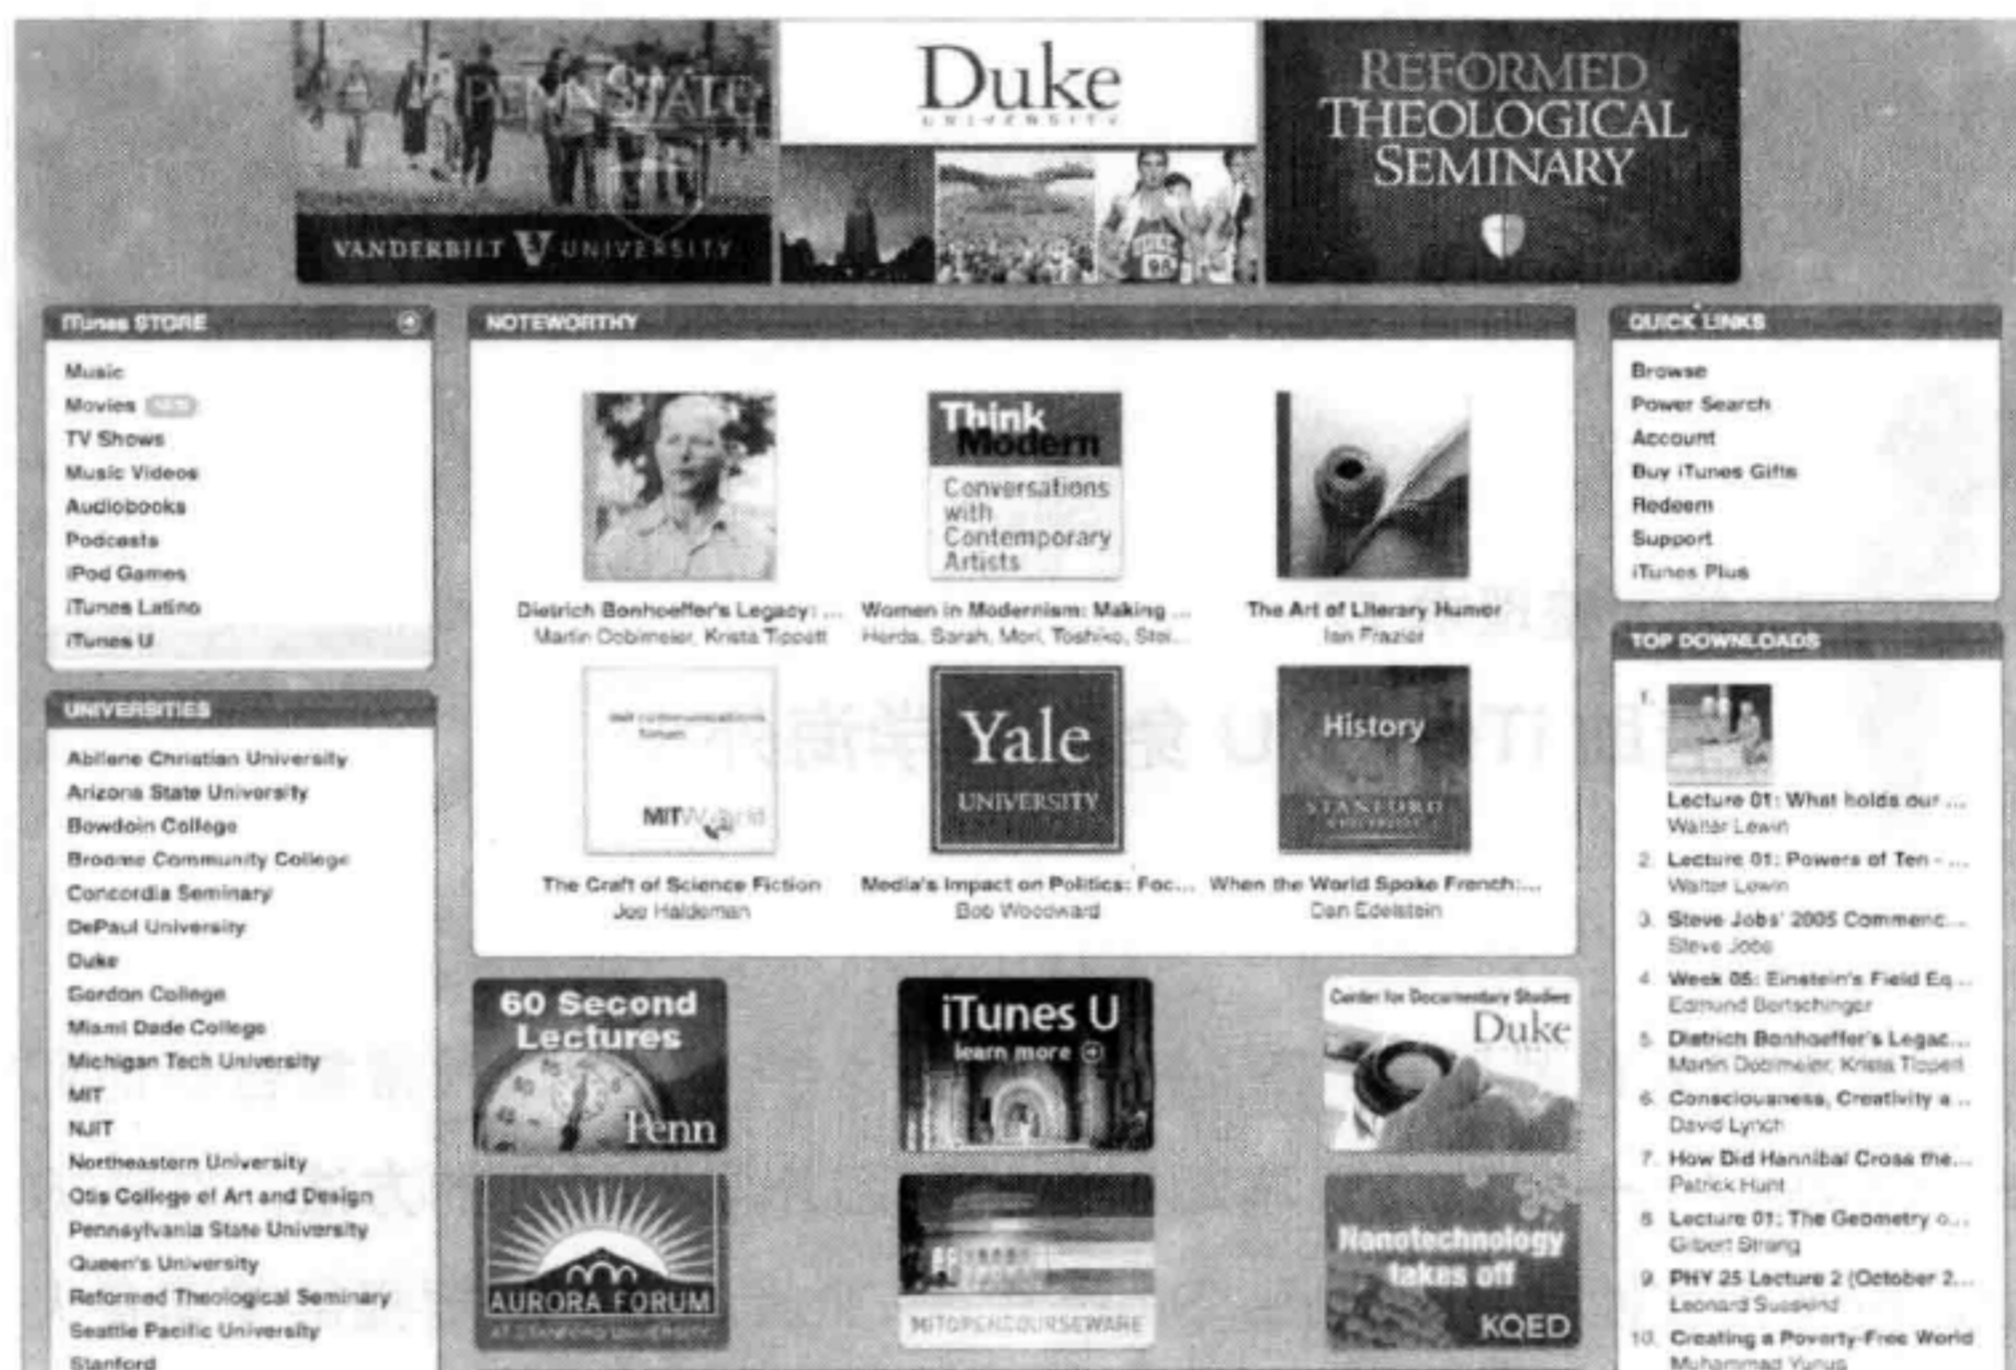 PENNSTATE
VANDERBILT V UNIVERSITY
Duke
UNIVERSITY
REFORMED
THEOLOGICAL
SEMINARY
iTunes STORE
Music
Movies
TV Shows
Music Videos
Audiobooks
Podcasts
iPod Games
iTunes Latino
iTunes U
UNIVERSITIES
Abilene Christian University
Arizona State University
Bowdoin College
Broome Community College
Concordia Seminary
DePaul University
Duke
Gordon College
Miami Dade College
Michigan Tech University
MIT
NJIT
Northeastern University
Otis College of Art and Design
Pennsylvania State University
Queen's University
Reformed Theological Seminary
Seattle Pacific University
Stanford
NOTEWORTHY
Think
Modern
Conversations
with
Contemporary
Artists
Dietrich Bonhoeffer's Legacy: ...
Martin Doblmeier, Krista Tippett
Women in Modernism: Making ...
Herda, Sarah, Mori, Toshiko, Stei...
The Art of Literary Humor
Ian Frazier
mit communications
forum
MITWorld
Yale
UNIVERSITY
History
STANFORD
UNIVERSITY
The Craft of Science Fiction
Joe Haldeman
Media's Impact on Politics: Foc...
Bob Woodward
When the World Spoke French:...
Dan Edelstein
60 Second
Lectures
Penn
iTunes U
learn more
Center for Documentary Studies
Duke
AURORA FORUM
AT STANFORD UNIVERSITY
MITOPENCOURSEWARE
Nanotechnology
takes off
KQED
QUICK LINKS
Browse
Power Search
Account
Buy iTunes Gifts
Redeem
Support
iTunes Plus
TOP DOWNLOADS
1.
Lecture 01: What holds our ...
Walter Lewin
2. Lecture 01: Powers of Ten - ...
Walter Lewin
3. Steve Jobs' 2005 Commenc...
Steve Jobs
4. Week 05: Einstein's Field Eq...
Edmund Bertschinger
5. Dietrich Bonhoeffer's Legac...
Martin Doblmeier, Krista Tippett
6. Consciousness, Creativity a...
David Lynch
7. How Did Hannibal Cross the...
Patrick Hunt
8. Lecture 01: The Geometry o...
Gilbert Strang
9. PHY 25 Lecture 2 (October 2...
Leonard Susskind
10. Creating a Poverty-Free World
Muhammad Yunus